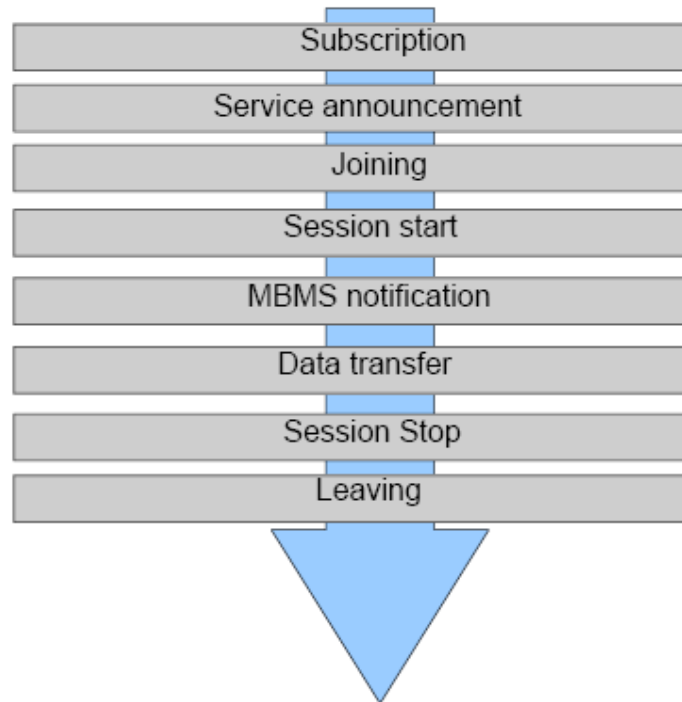 Subscription
Service announcement
Joining
Session start
MBMS notification
Data transfer
Session Stop
Leaving